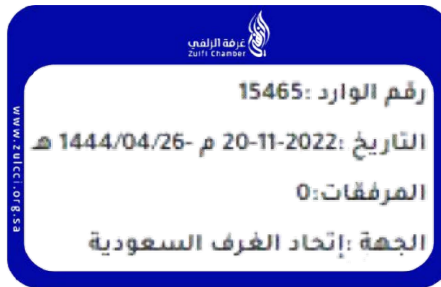 غرفة الزلفي
Zulfi Chamber
رقم الوارد :15465
التاريخ :2022-11-20 م -1444/04/26 هـ
المرفقات:0
الجهة :إتحاد الغرف السعودية
www.zulcci.org.sa